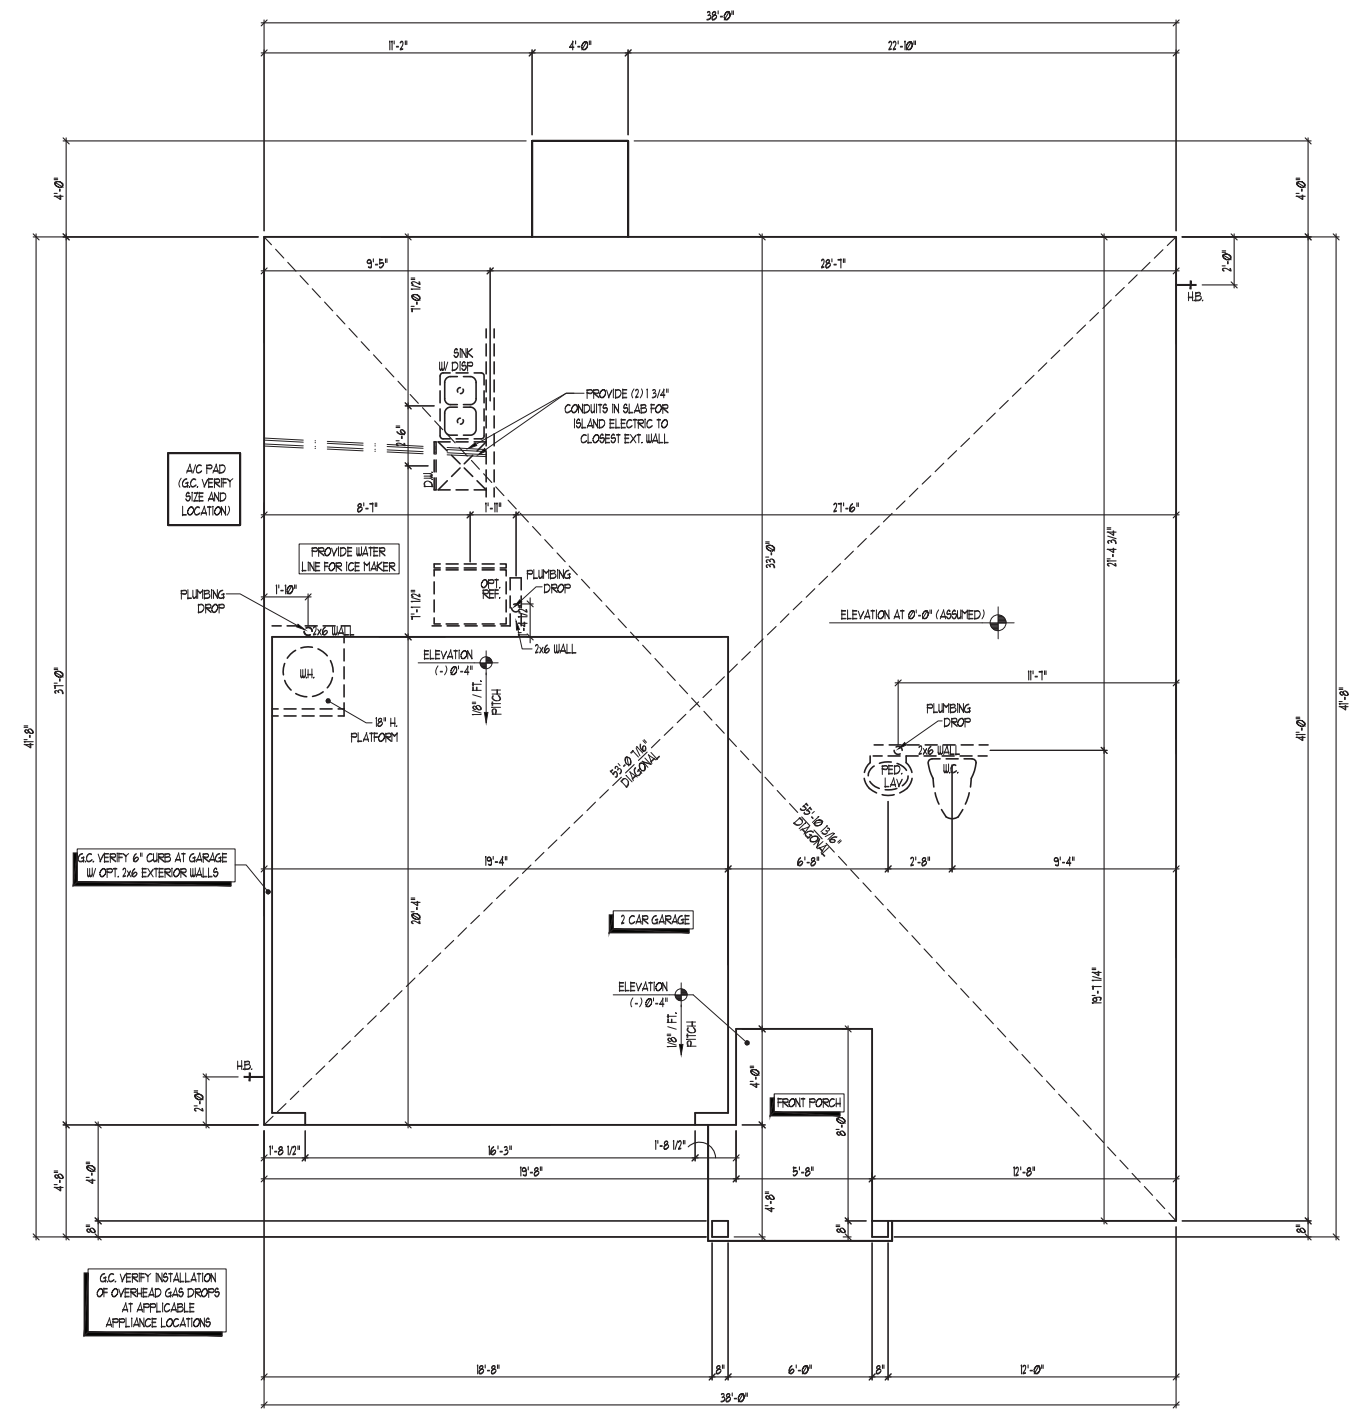 38'-0"
11'-2"
4'-0"
22'-10"
4'-0"
4'-0"
9'-5"
28'-7"
2'-0"
H.B.
7'-0 1/2"
SINK
W/ DISP
PROVIDE (2) 1 3/4"
CONDUITS IN SLAB FOR
ISLAND ELECTRIC TO
CLOSEST EXT. WALL
2'-6"
D.W.
A/C PAD
(G.C. VERIFY
SIZE AND
LOCATION)
8'-7"
1'-11"
27'-6"
33'-0"
21'-4 3/4"
PROVIDE WATER
LINE FOR ICE MAKER
PLUMBING
DROP
1'-10"
2x6 WALL
OPT.
REF.
PLUMBING
DROP
7'-1 1/2"
1'-4 1/2"
2x6 WALL
ELEVATION AT 0'-0" (ASSUMED)
ELEVATION
(-) 0'-4"
1/8" / FT.
PITCH
W.H.
18" H.
PLATFORM
37'-0"
41'-8"
11'-7"
PLUMBING
DROP
2x6 WALL
PED.
LAV.
W.C.
41'-0"
41'-8"
53'-0 7/16"
DIAGONAL
55'-10 13/16"
DIAGONAL
G.C. VERIFY 6" CURB AT GARAGE
W/ OPT. 2x6 EXTERIOR WALLS
19'-4"
6'-8"
2'-8"
9'-4"
20'-4"
2 CAR GARAGE
ELEVATION
(-) 0'-4"
1/8" / FT.
PITCH
19'-7 1/4"
H.B.
2'-0"
4'-0"
FRONT PORCH
8'-0"
1'-8 1/2"
16'-3"
1'-8 1/2"
19'-8"
5'-8"
12'-8"
4'-8"
4'-0"
8"
4'-8"
8"
8"
G.C. VERIFY INSTALLATION
OF OVERHEAD GAS DROPS
AT APPLICABLE
APPLIANCE LOCATIONS
18'-8"
8"
6'-0"
8"
12'-0"
38'-0"